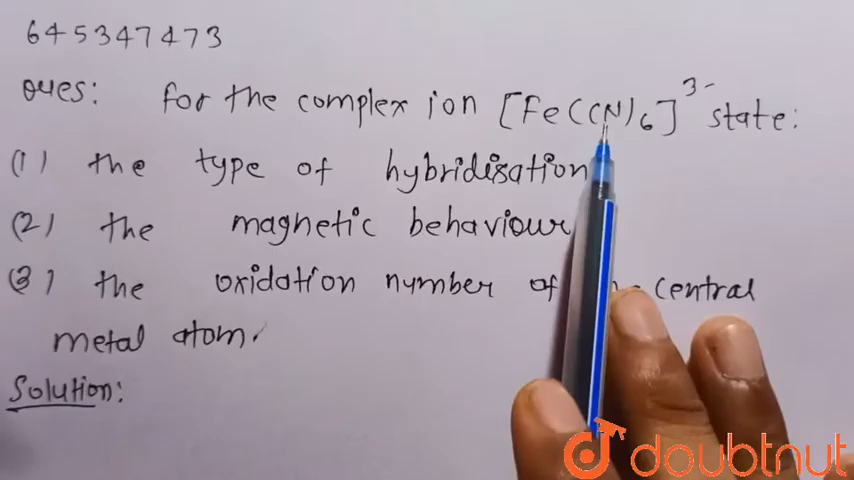 645347473
Ques: for the complex ion [Fe(CN)6]3- state:
(1) the type of hybridisation
(2) the magnetic behaviour
(3) the oxidation number of central
metal atom.
Solution:
doubtnut